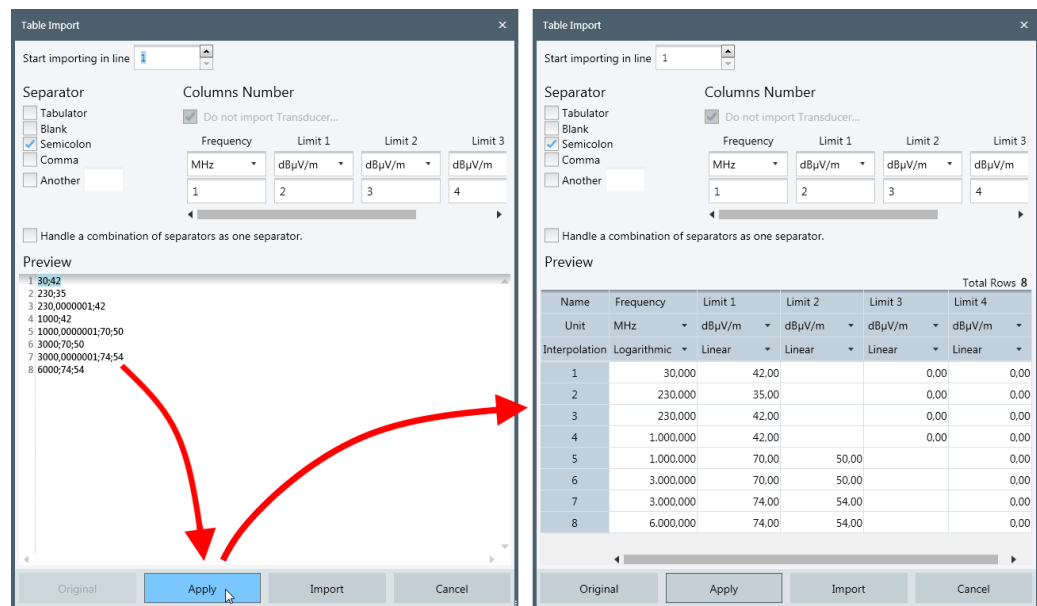 Table Import ×
Start importing in line 1
Separator Columns Number
Tabulator Do not import Transducer...
Blank
Semicolon Frequency Limit 1 Limit 2 Limit 3
Comma MHz dBµV/m dBµV/m dBµV/m
Another
1 2 3 4
Handle a combination of separators as one separator.
Preview
1 30;42
2 230;35
3 230,0000001;42
4 1000;42
5 1000,0000001;70;50
6 3000;70;50
7 3000,0000001;74;54
8 6000;74;54
Original Apply Import Cancel
Table Import ×
Start importing in line 1
Separator Columns Number
Tabulator Do not import Transducer...
Blank
Semicolon Frequency Limit 1 Limit 2 Limit 3
Comma MHz dBµV/m dBµV/m dBµV/m
Another
1 2 3 4
Handle a combination of separators as one separator.
Preview
Total Rows 8
Name Frequency Limit 1 Limit 2 Limit 3 Limit 4
Unit MHz dBµV/m dBµV/m dBµV/m dBµV/m
Interpolation Logarithmic Linear Linear Linear Linear
1 30,000 42,00 0,00 0,00
2 230,000 35,00 0,00 0,00
3 230,000 42,00 0,00 0,00
4 1.000,000 42,00 0,00 0,00
5 1.000,000 70,00 50,00 0,00
6 3.000,000 70,00 50,00 0,00
7 3.000,000 74,00 54,00 0,00
8 6.000,000 74,00 54,00 0,00
Original Apply Import Cancel